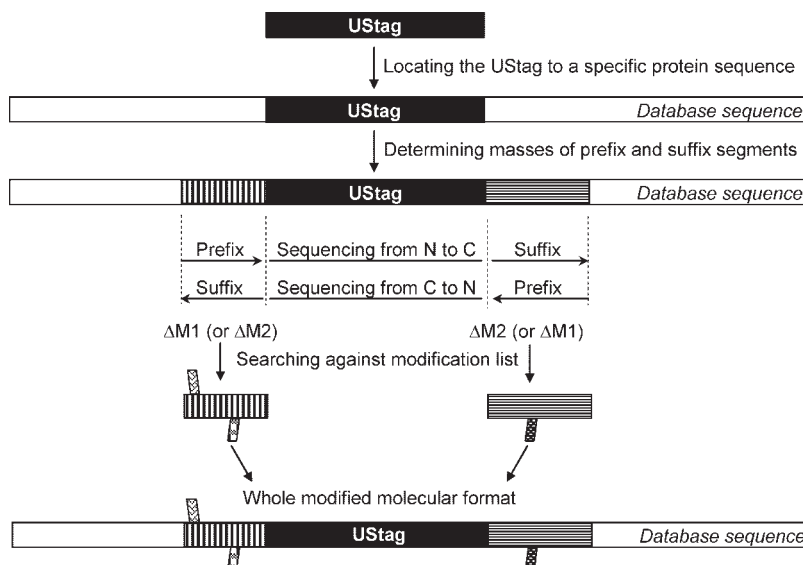 UStag
Locating the UStag to a specific protein sequence
UStag Database sequence
Determining masses of prefix and suffix segments
UStag Database sequence
Prefix Sequencing from N to C Suffix
Suffix Sequencing from C to N Prefix
ΔM1 (or ΔM2) ΔM2 (or ΔM1)
Searching against modification list
Whole modified molecular format
UStag Database sequence